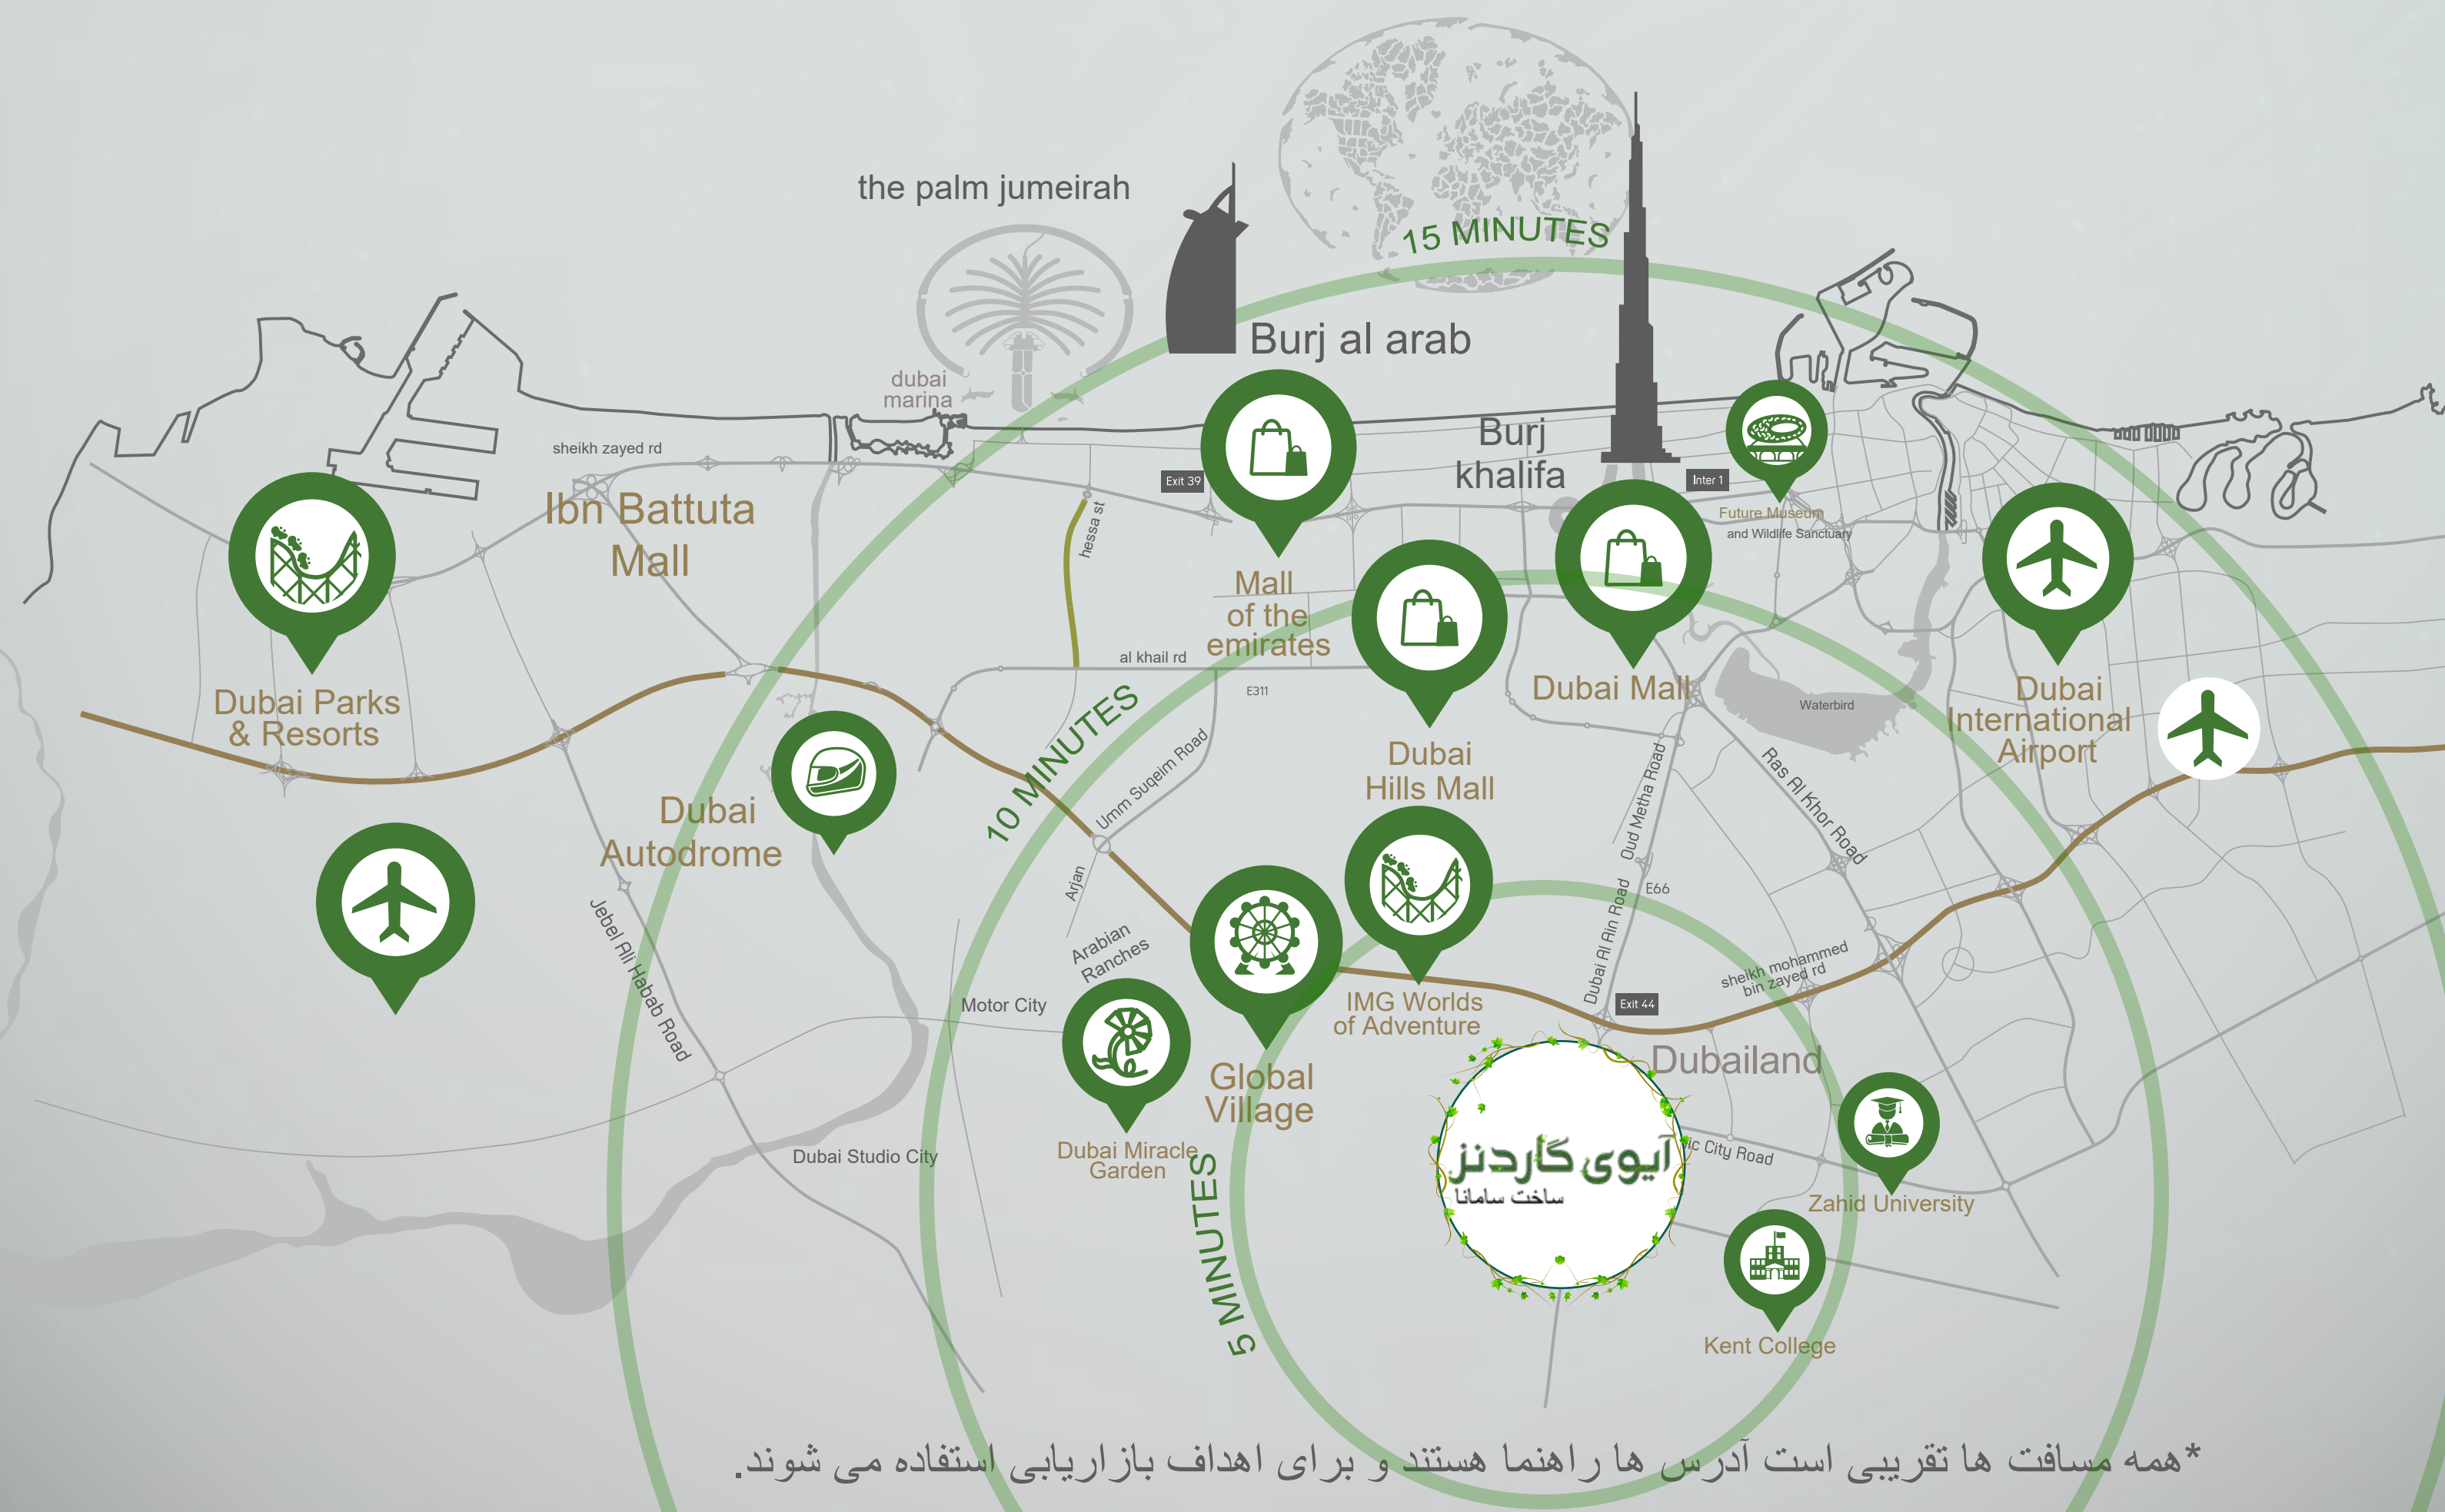 15 MINUTES
the palm jumeirah
Burj al arab
dubai
marina
sheikh zayed rd
Burj
khalifa
Exit 39
Inter 1
Ibn Battuta
Mall
hessa st
Future Museum
and Wildlife Sanctuary
Mall
of the
emirates
al khail rd
E311
Dubai Parks
& Resorts
10 MINUTES
Umm Suqeim Road
Dubai
Hills Mall
Dubai Mall
Waterbird
Dubai
International
Airport
Oud Metha Road
Ras Al Khor Road
Dubai
Autodrome
Arjan
E66
Dubai Al Ain Road
Jebel Ali Habab Road
Arabian
Ranches
Motor City
IMG Worlds
of Adventure
Exit 44
sheikh mohammed
bin zayed rd
Global
Village
Dubailand
Dubai Miracle
Garden
Dubai Studio City
5 MINUTES
آیوی گاردنز
ساخت سامانا
ic City Road
Zahid University
Kent College
*همه مسافت ها تقریبی است آدرس ها راهنما هستند و برای اهداف بازاریابی استفاده می شوند.